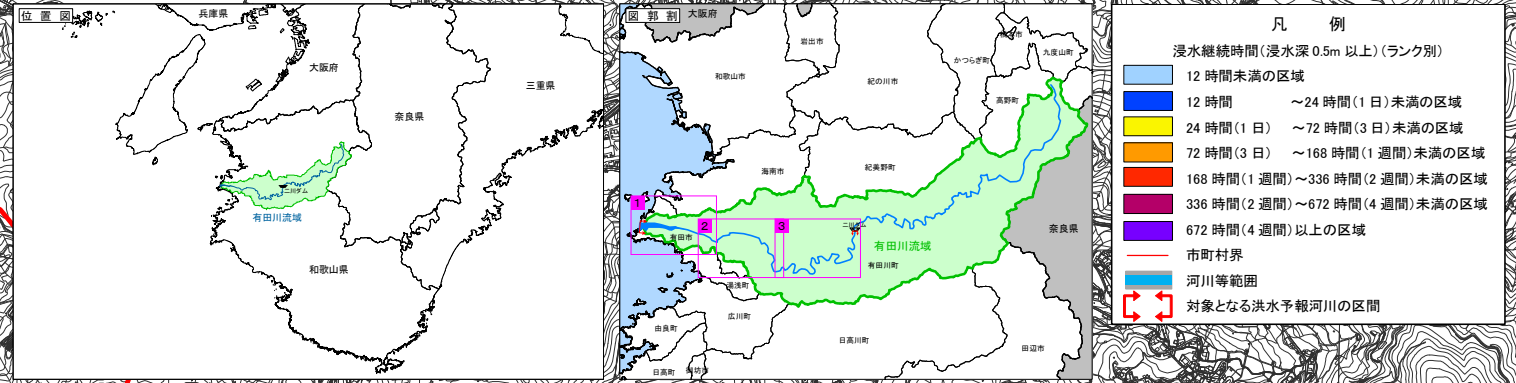 位置図
兵庫県
大阪府
三重県
奈良県
二川ダム
有田川流域
和歌山県
図郭割
大阪府
岩出市
和歌山市
紀の川市
かつらぎ町
九度山町
高野町
海南市
紀美野町
1
2
3
有田市
二川ダム
有田川流域
奈良県
有田川町
湯浅町
広川町
由良町
日高川町
田辺市
日高町
御坊市
凡 例
浸水継続時間(浸水深 0.5m 以上)(ランク別)
12 時間未満の区域
12 時間 ～24 時間(1 日)未満の区域
24 時間(1 日) ～72 時間(3 日)未満の区域
72 時間(3 日) ～168 時間(1 週間)未満の区域
168 時間(1 週間)～336 時間(2 週間)未満の区域
336 時間(2 週間)～672 時間(4 週間)未満の区域
672 時間(4 週間)以上の区域
市町村界
河川等範囲
対象となる洪水予報河川の区間